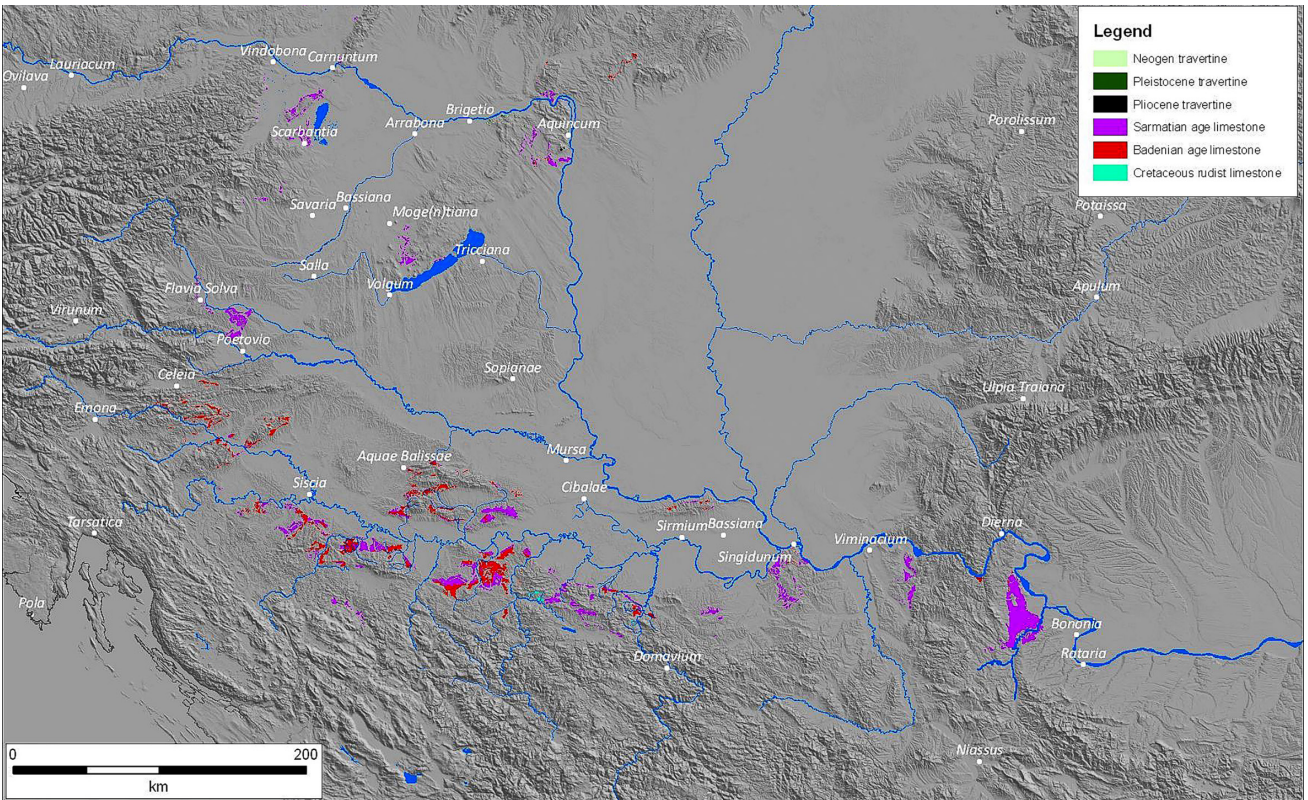 Legend
Neogen travertine
Pleistocene travertine
Pliocene travertine
Sarmatian age limestone
Badenian age limestone
Cretaceous rudist limestone
Vindobona
Carnuntum
Lauriacum
Ovilava
Brigetio
Arrabona
Aquincum
Scarbantia
Porolissum
Savaria
Bassiana
Moge(n)tiana
Potaissa
Tricciana
Salla
Volgum
Flavia Solva
Apulum
Virunum
Poetovio
Celeia
Sopianae
Ulpia Traiana
Emona
Mursa
Aquae Balissae
Siscia
Cibalae
Tarsatica
Sirmium
Bassiana
Dierna
Singidunum
Viminacium
Pola
Bononia
Rataria
Domavium
Niassus
0
200
km